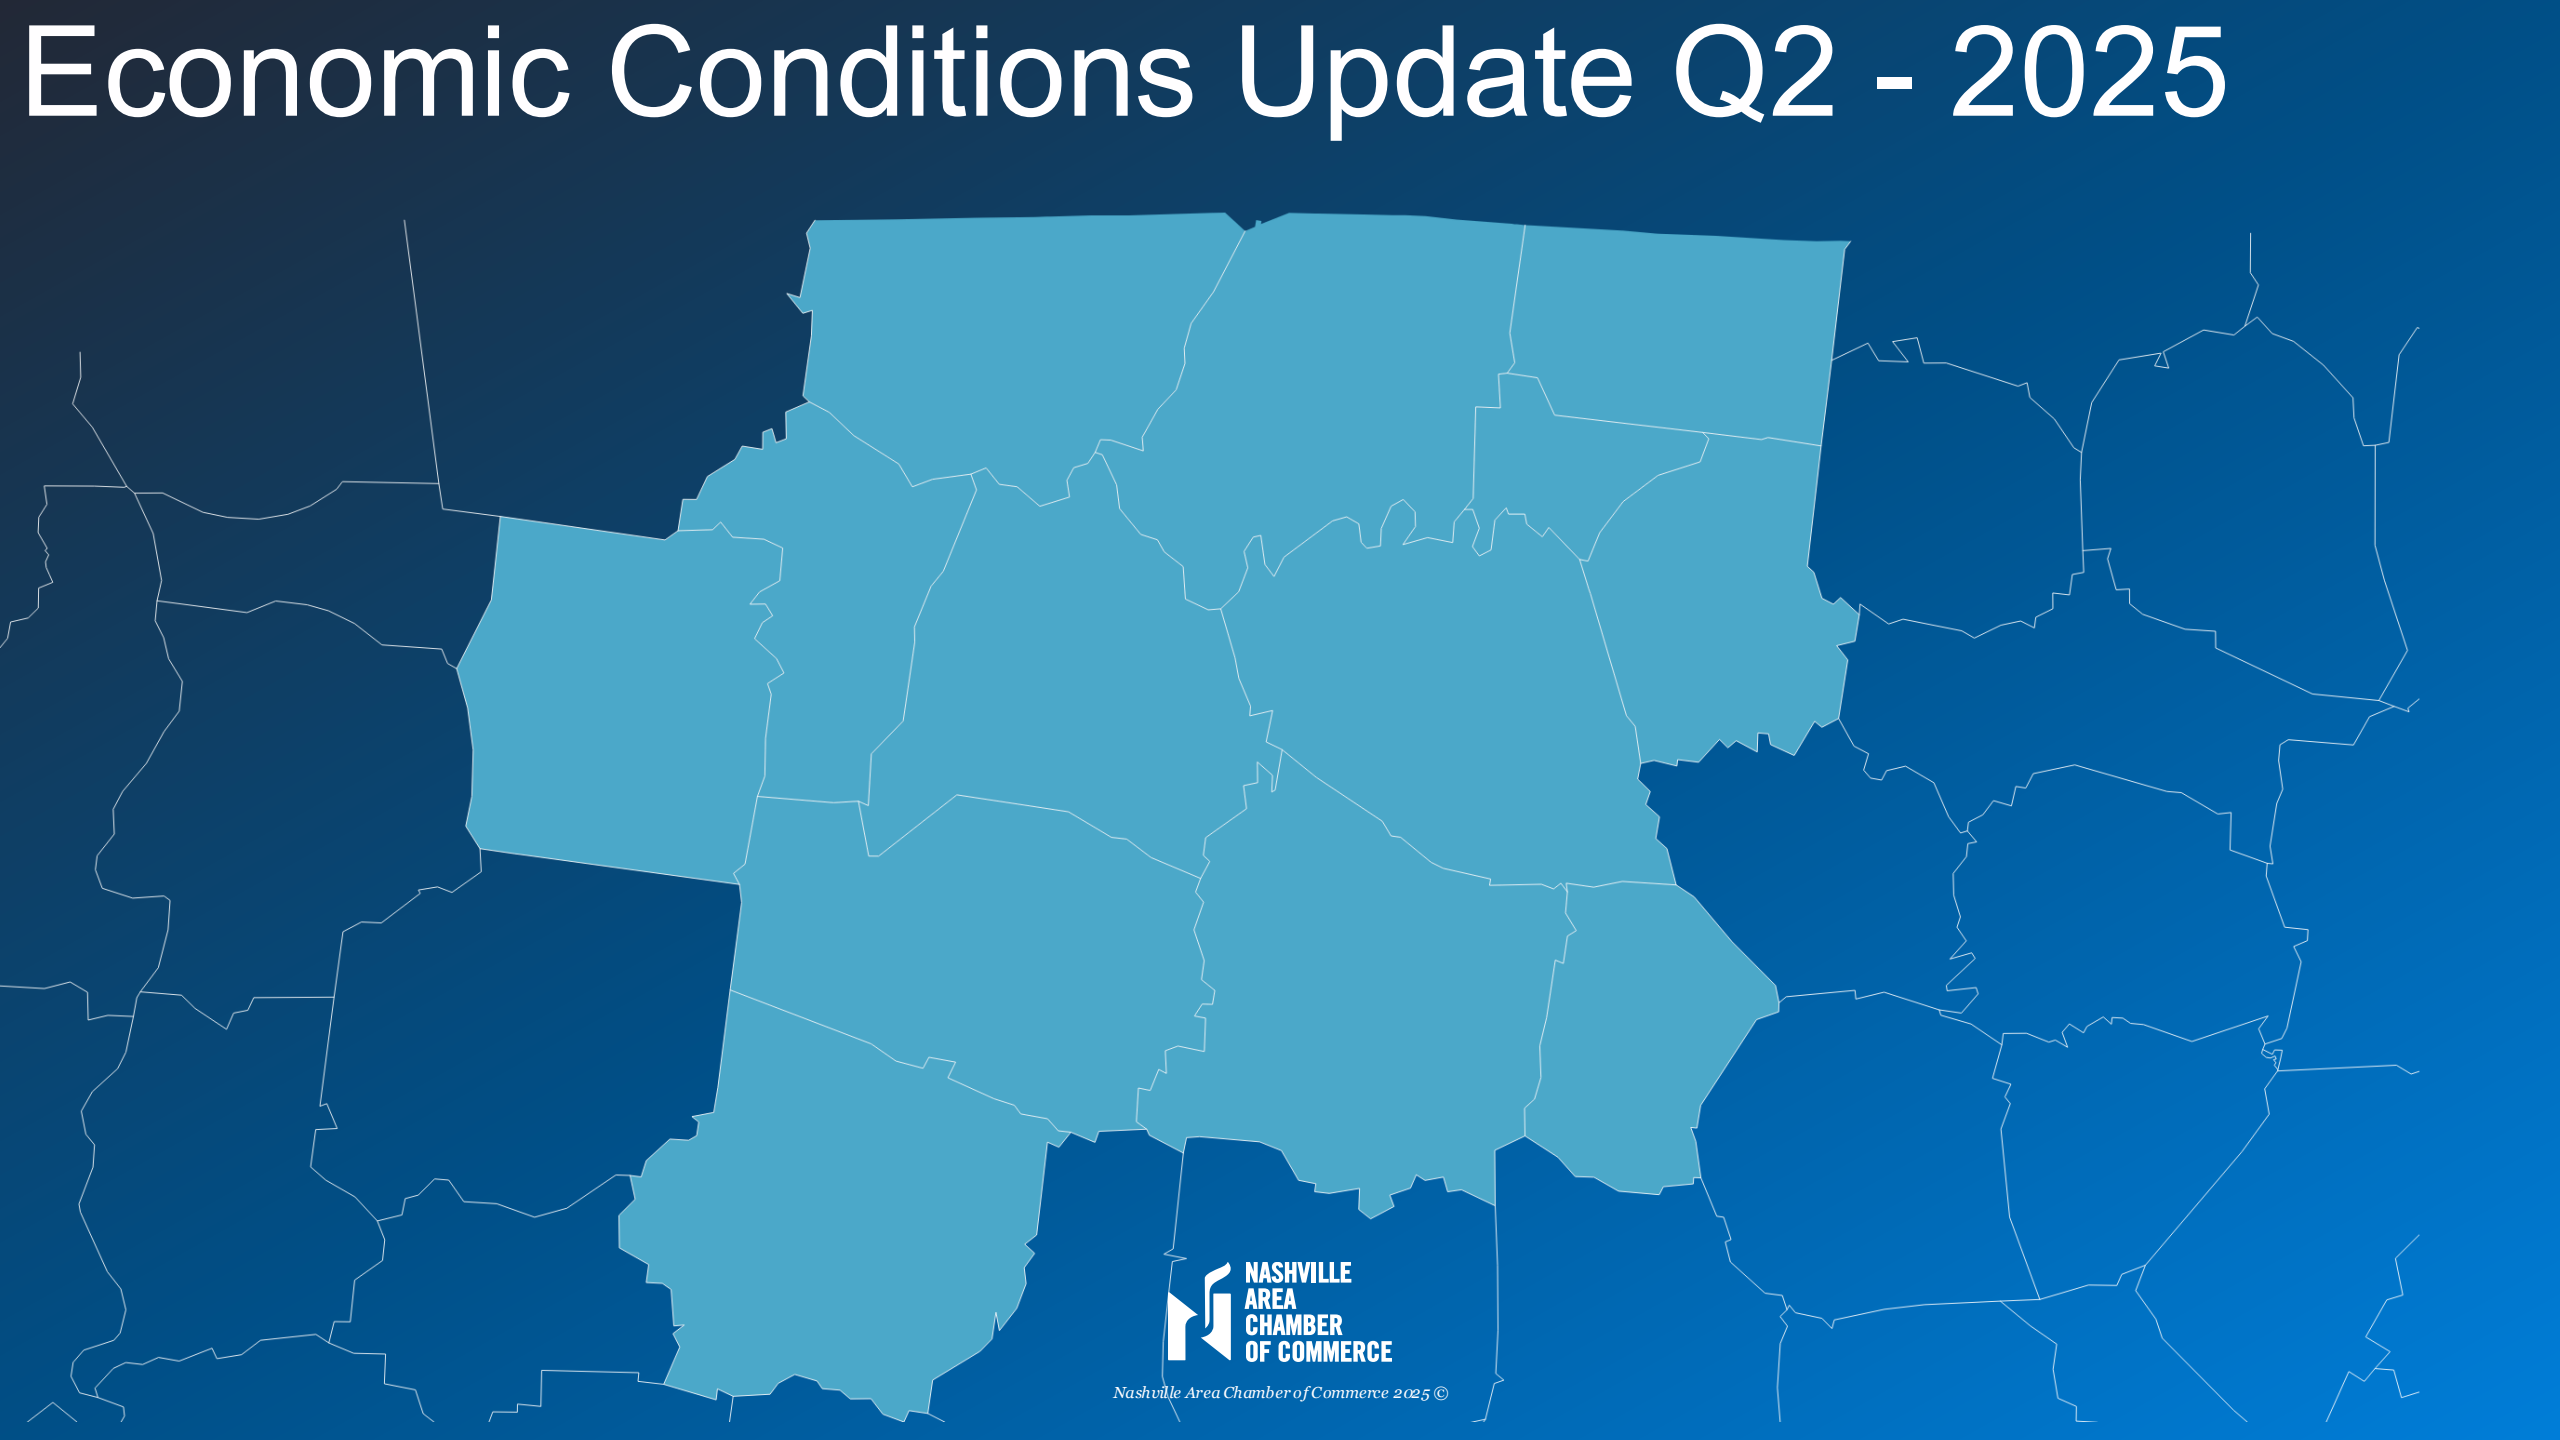 Economic Conditions Update Q2 - 2025
NASHVILLE
AREA
CHAMBER
OF COMMERCE
Nashville Area Chamber of Commerce 2025 ©